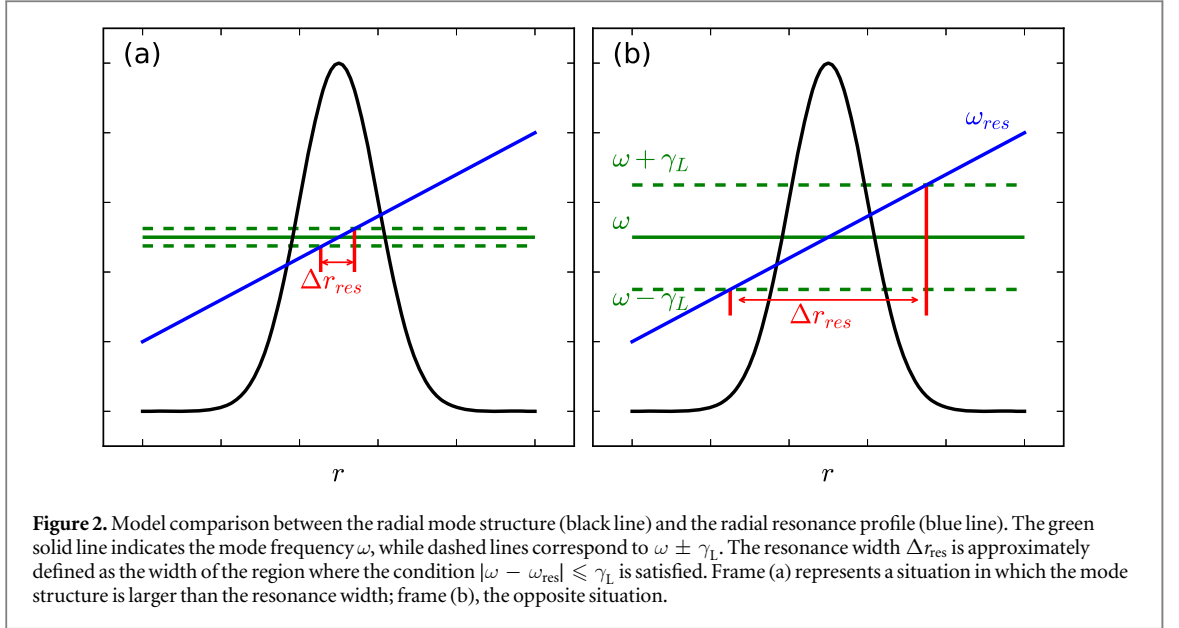 (a)
Δr_res
r
(b)
ω_res
ω + γ_L
ω
ω − γ_L
Δr_res
r
Figure 2. Model comparison between the radial mode structure (black line) and the radial resonance profile (blue line). The green
solid line indicates the mode frequency ω, while dashed lines correspond to ω ± γ_L. The resonance width Δr_res is approximately
defined as the width of the region where the condition |ω − ω_res| ⩽ γ_L is satisfied. Frame (a) represents a situation in which the mode
structure is larger than the resonance width; frame (b), the opposite situation.